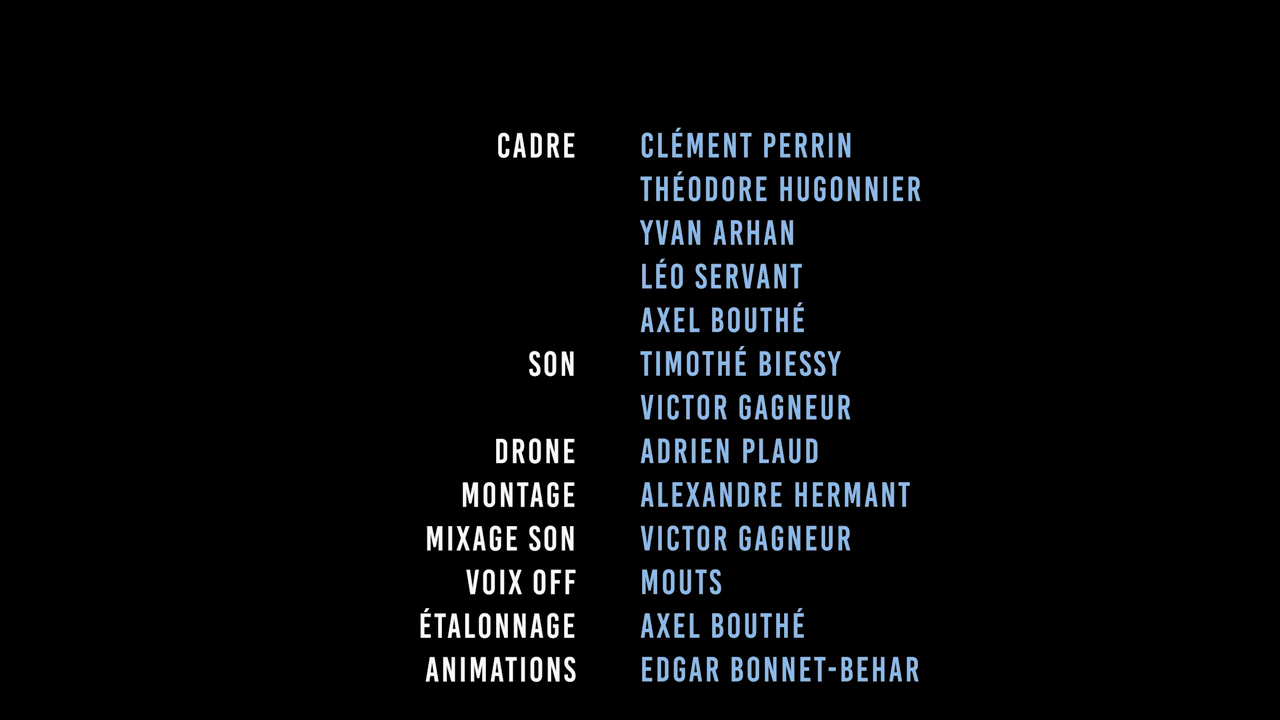 CADRE CLÉMENT PERRIN
THÉODORE HUGONNIER
YVAN ARHAN
LÉO SERVANT
AXEL BOUTHÉ
SON TIMOTHÉ BIESSY
VICTOR GAGNEUR
DRONE ADRIEN PLAUD
MONTAGE ALEXANDRE HERMANT
MIXAGE SON VICTOR GAGNEUR
VOIX OFF MOUTS
ÉTALONNAGE AXEL BOUTHÉ
ANIMATIONS EDGAR BONNET-BEHAR